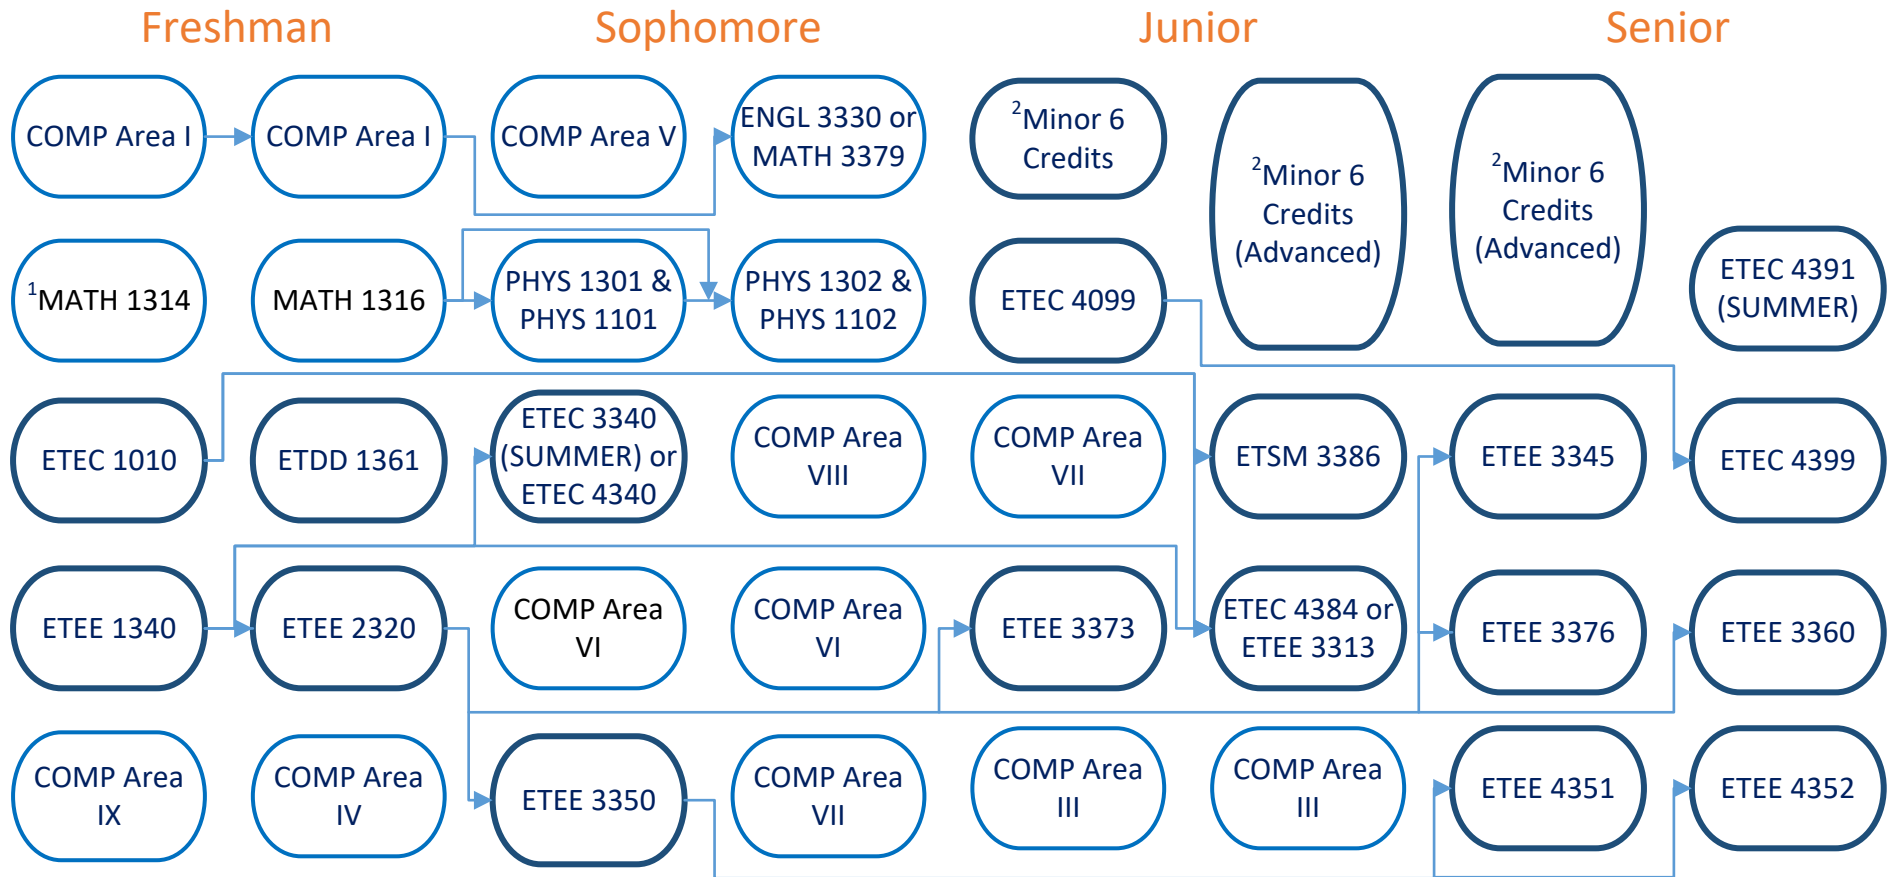 Freshman
Sophomore
Junior
Senior
COMP Area I
COMP Area I
COMP Area V
ENGL 3330 or
MATH 3379
²Minor 6
Credits
²Minor 6
Credits
(Advanced)
²Minor 6
Credits
(Advanced)
¹MATH 1314
MATH 1316
PHYS 1301 &
PHYS 1101
PHYS 1302 &
PHYS 1102
ETEC 4099
ETEC 4391
(SUMMER)
ETEC 1010
ETDD 1361
ETEC 3340
(SUMMER) or
ETEC 4340
COMP Area
VIII
COMP Area
VII
ETSM 3386
ETEE 3345
ETEC 4399
ETEE 1340
ETEE 2320
COMP Area
VI
COMP Area
VI
ETEE 3373
ETEC 4384 or
ETEE 3313
ETEE 3376
ETEE 3360
COMP Area
IX
COMP Area
IV
ETEE 3350
COMP Area
VII
COMP Area
III
COMP Area
III
ETEE 4351
ETEE 4352